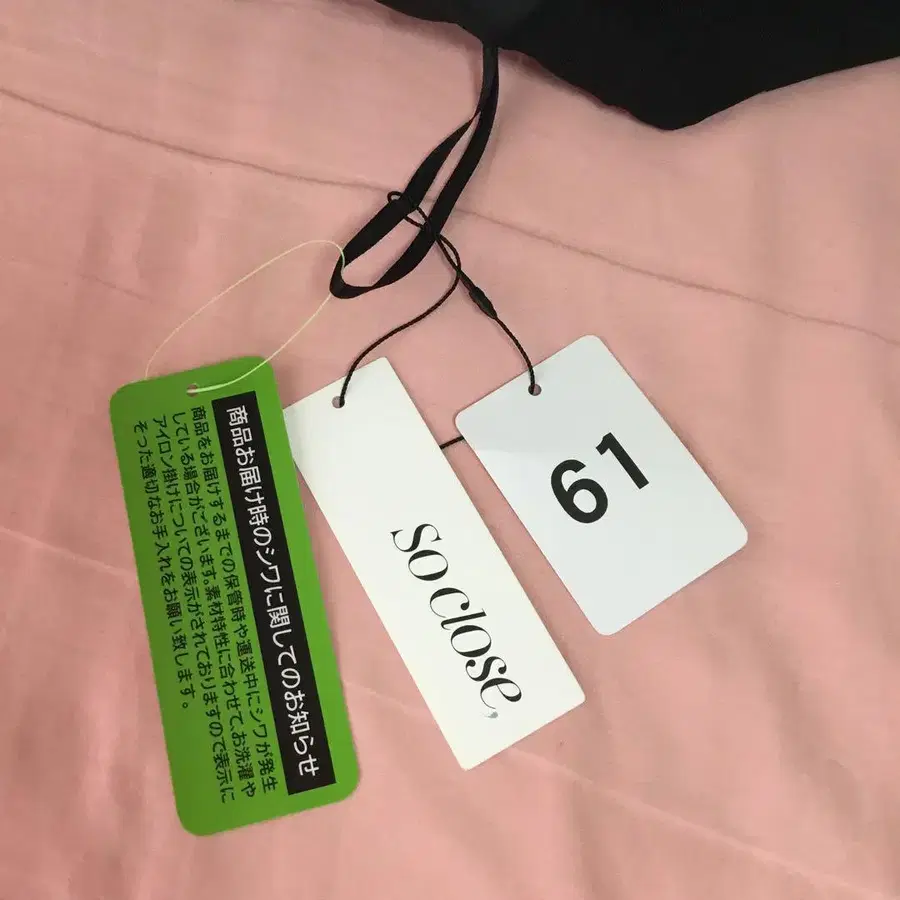 商品お届け時のシワに関してのお知らせ
商品をお届けするまでの保管時や運送中にシワが発生
している場合がございます。素材特性に合わせて、お洗濯や
アイロン掛けについての表示がされておりますので表示に
そった適切なお手入れをお願い致します。
so close,
61